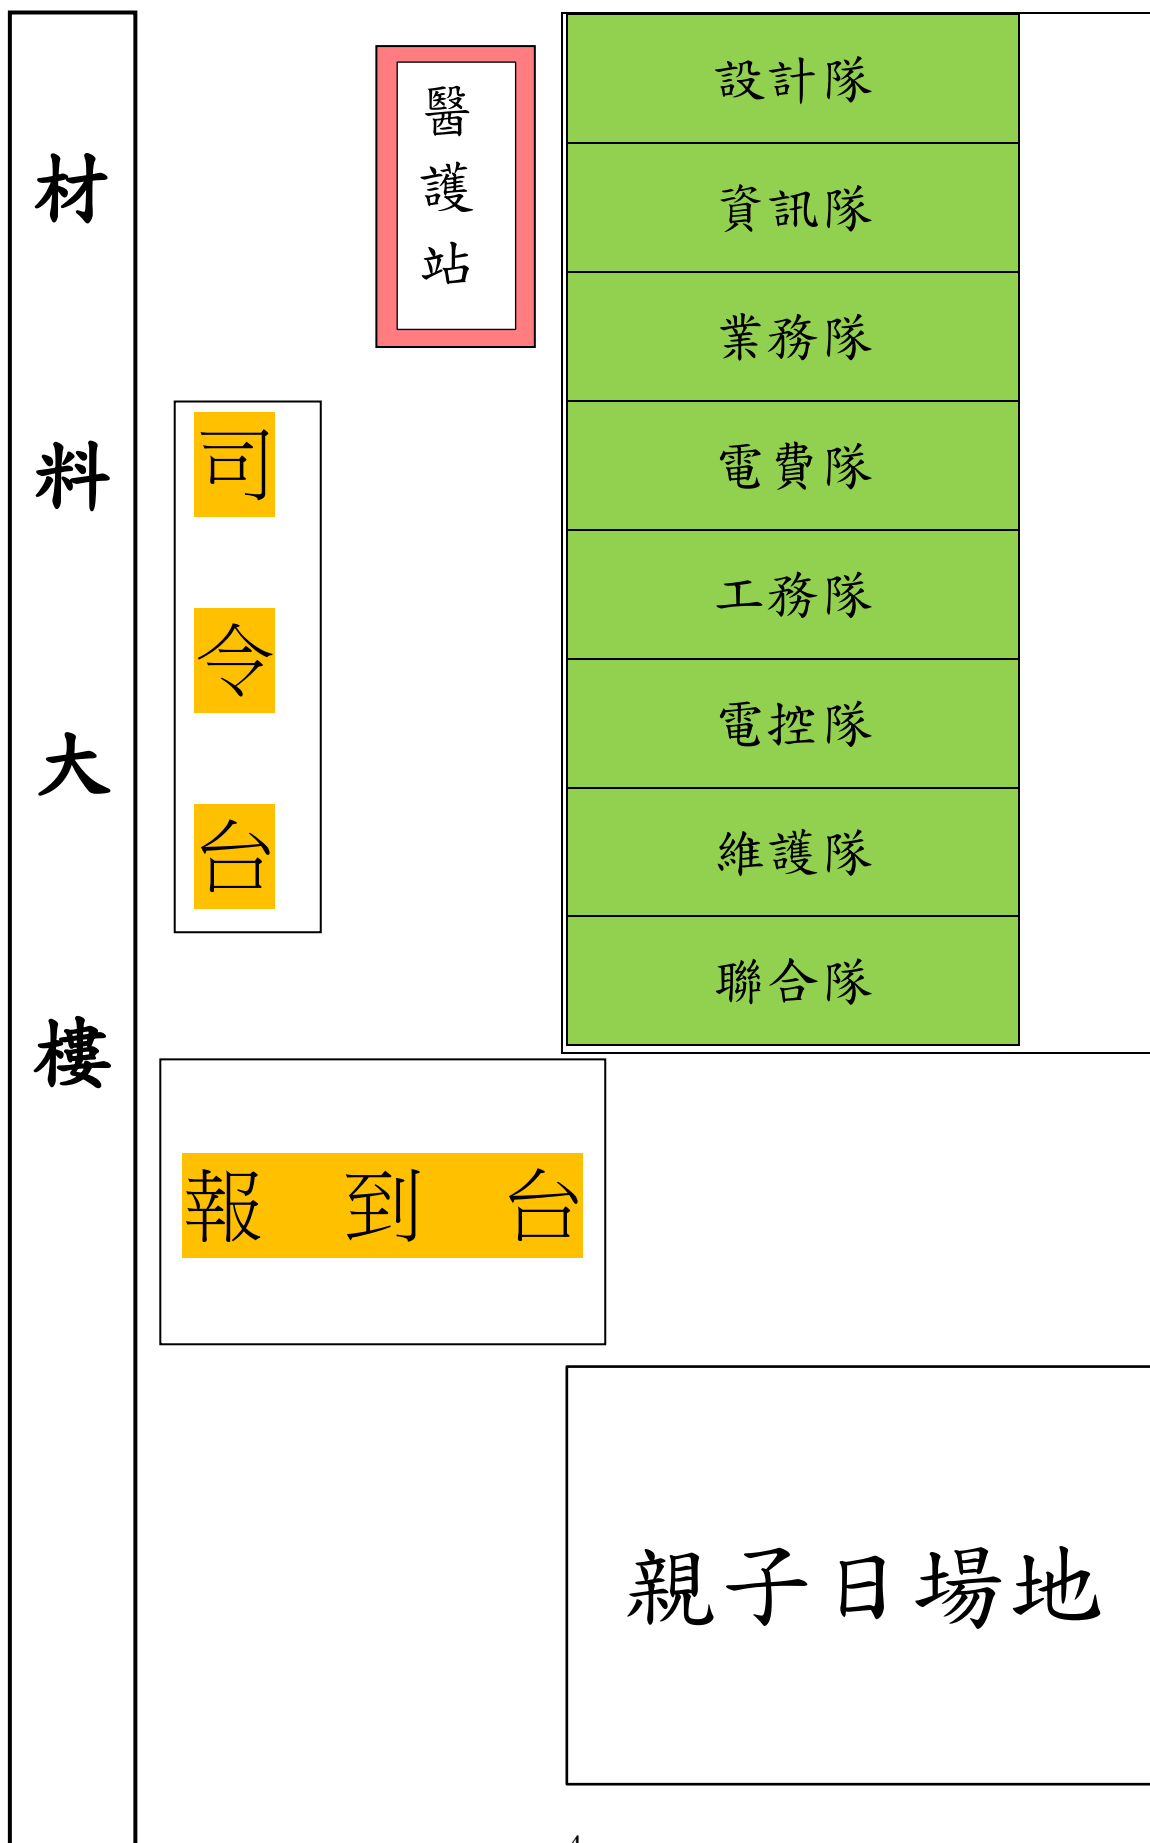 材料大樓
醫護站
設計隊
資訊隊
業務隊
電費隊
工務隊
電控隊
維護隊
聯合隊
司令台
報到台
親子日場地
4